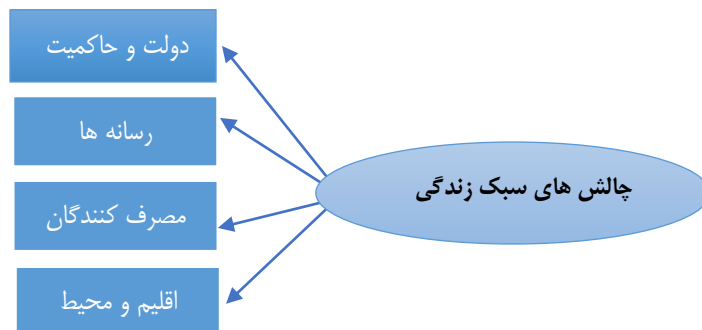 چالش های سبک زندگی
دولت و حاکمیت
رسانه ها
مصرف کنندگان
اقلیم و محیط